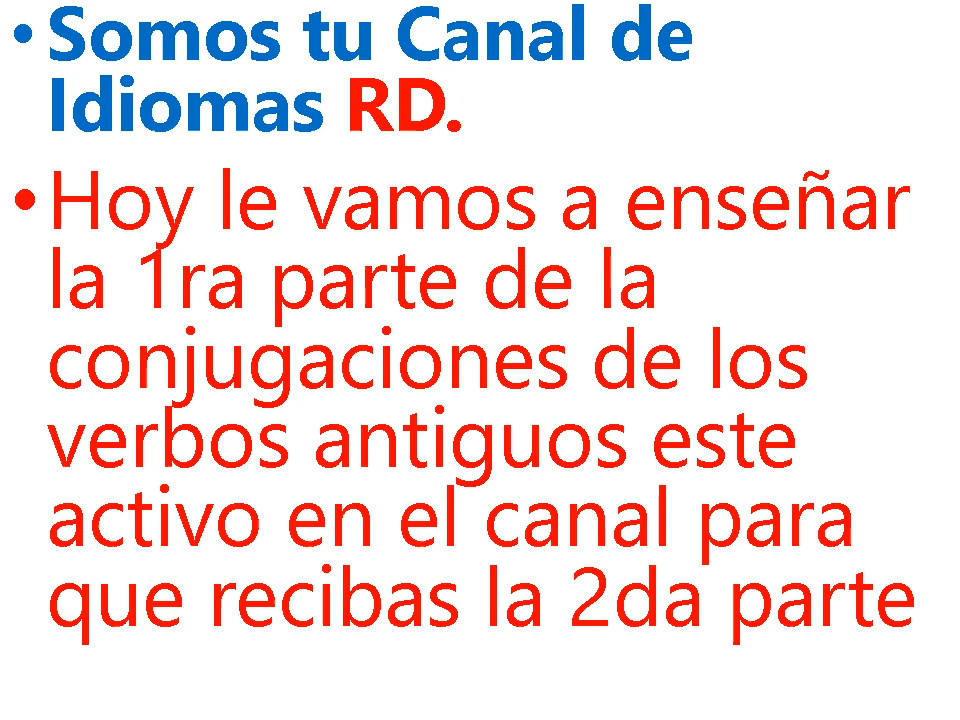 • Somos tu Canal de
Idiomas RD.
• Hoy le vamos a enseñar
la 1ra parte de la
conjugaciones de los
verbos antiguos este
activo en el canal para
que recibas la 2da parte